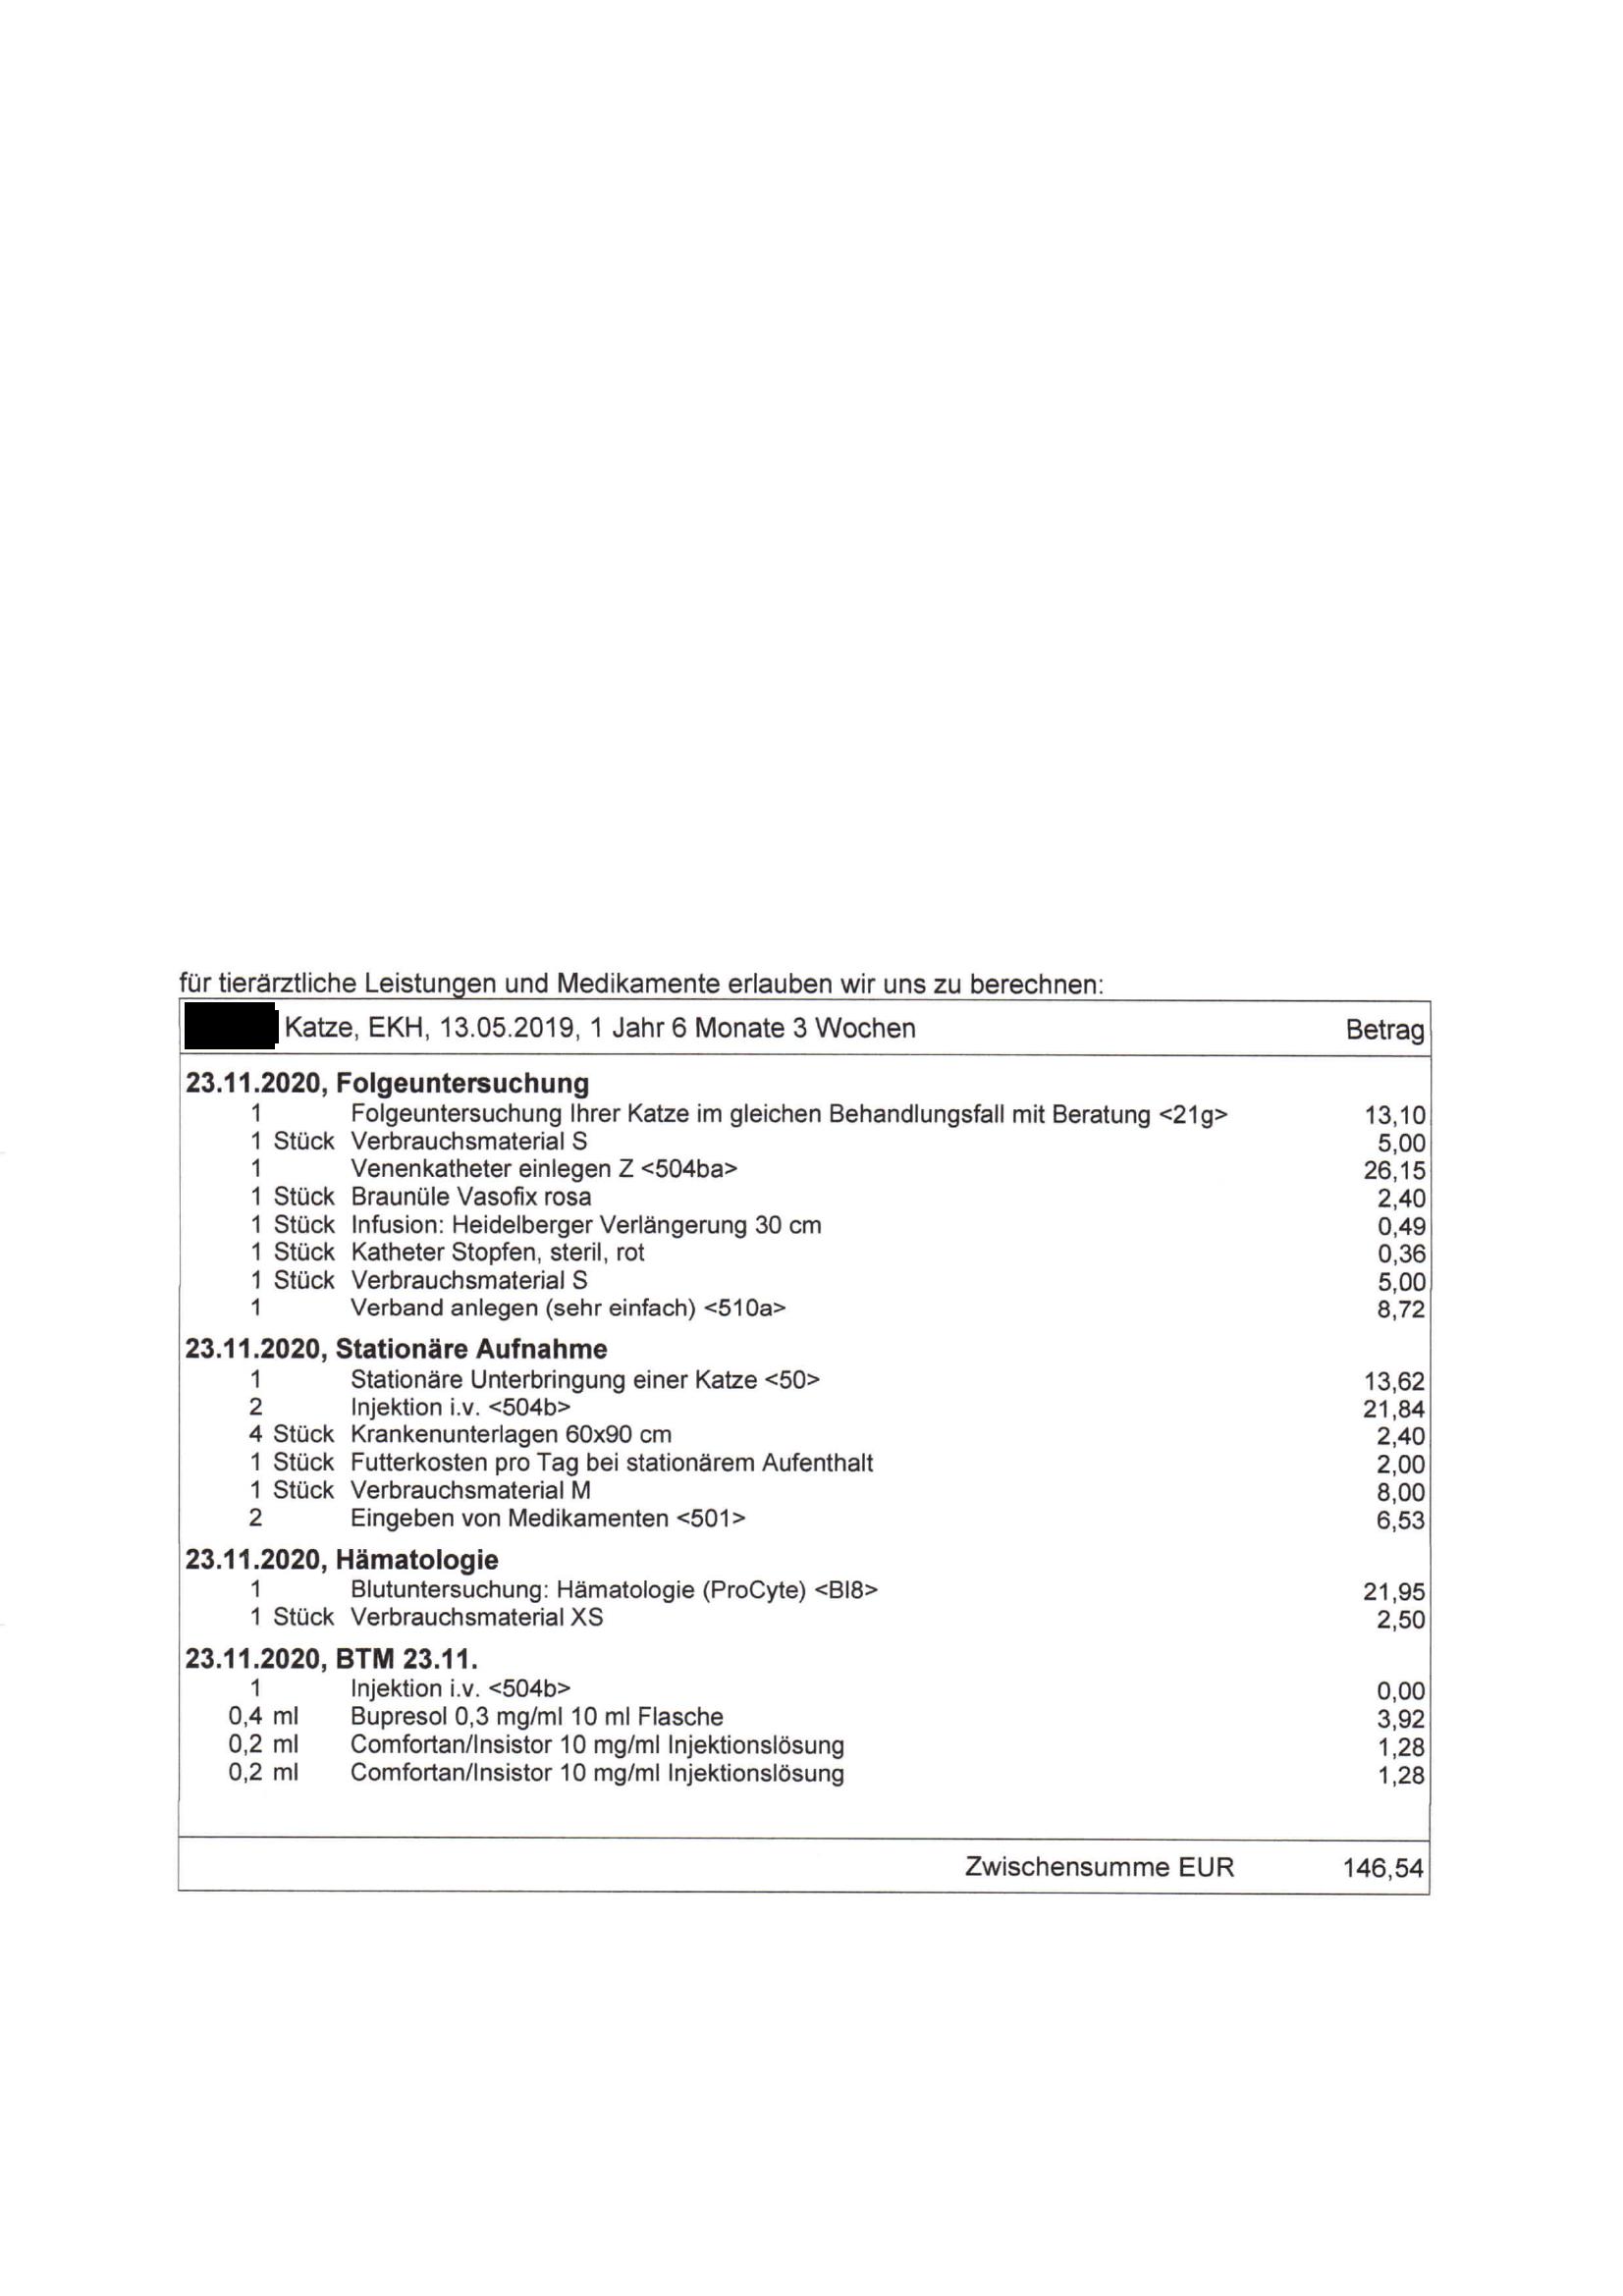 für tierärztliche Leistungen und Medikamente erlauben wir uns zu berechnen:
Katze, EKH, 13.05.2019, 1 Jahr 6 Monate 3 Wochen Betrag
23.11.2020, Folgeuntersuchung
1 Folgeuntersuchung Ihrer Katze im gleichen Behandlungsfall mit Beratung <21g> 13,10
1 Stück Verbrauchsmaterial S 5,00
1 Venenkatheter einlegen Z <504ba> 26,15
1 Stück Braunüle Vasofix rosa 2,40
1 Stück Infusion: Heidelberger Verlängerung 30 cm 0,49
1 Stück Katheter Stopfen, steril, rot 0,36
1 Stück Verbrauchsmaterial S 5,00
1 Verband anlegen (sehr einfach) <510a> 8,72
23.11.2020, Stationäre Aufnahme
1 Stationäre Unterbringung einer Katze <50> 13,62
2 Injektion i.v. <504b> 21,84
4 Stück Krankenunterlagen 60x90 cm 2,40
1 Stück Futterkosten pro Tag bei stationärem Aufenthalt 2,00
1 Stück Verbrauchsmaterial M 8,00
2 Eingeben von Medikamenten <501> 6,53
23.11.2020, Hämatologie
1 Blutuntersuchung: Hämatologie (ProCyte) <Bl8> 21,95
1 Stück Verbrauchsmaterial XS 2,50
23.11.2020, BTM 23.11.
1 Injektion i.v. <504b> 0,00
0,4 ml Bupresol 0,3 mg/ml 10 ml Flasche 3,92
0,2 ml Comfortan/Insistor 10 mg/ml Injektionslösung 1,28
0,2 ml Comfortan/Insistor 10 mg/ml Injektionslösung 1,28
Zwischensumme EUR 146,54